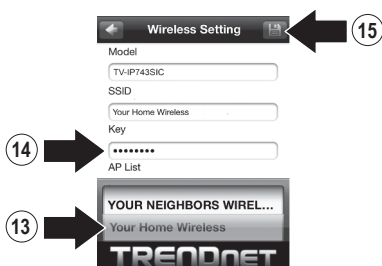 Wireless Setting
15
Model
TV-IP743SIC
SSID
Your Home Wireless
Key
••••••••
14
AP List
YOUR NEIGHBORS WIREL...
13
Your Home Wireless
TRENDNET